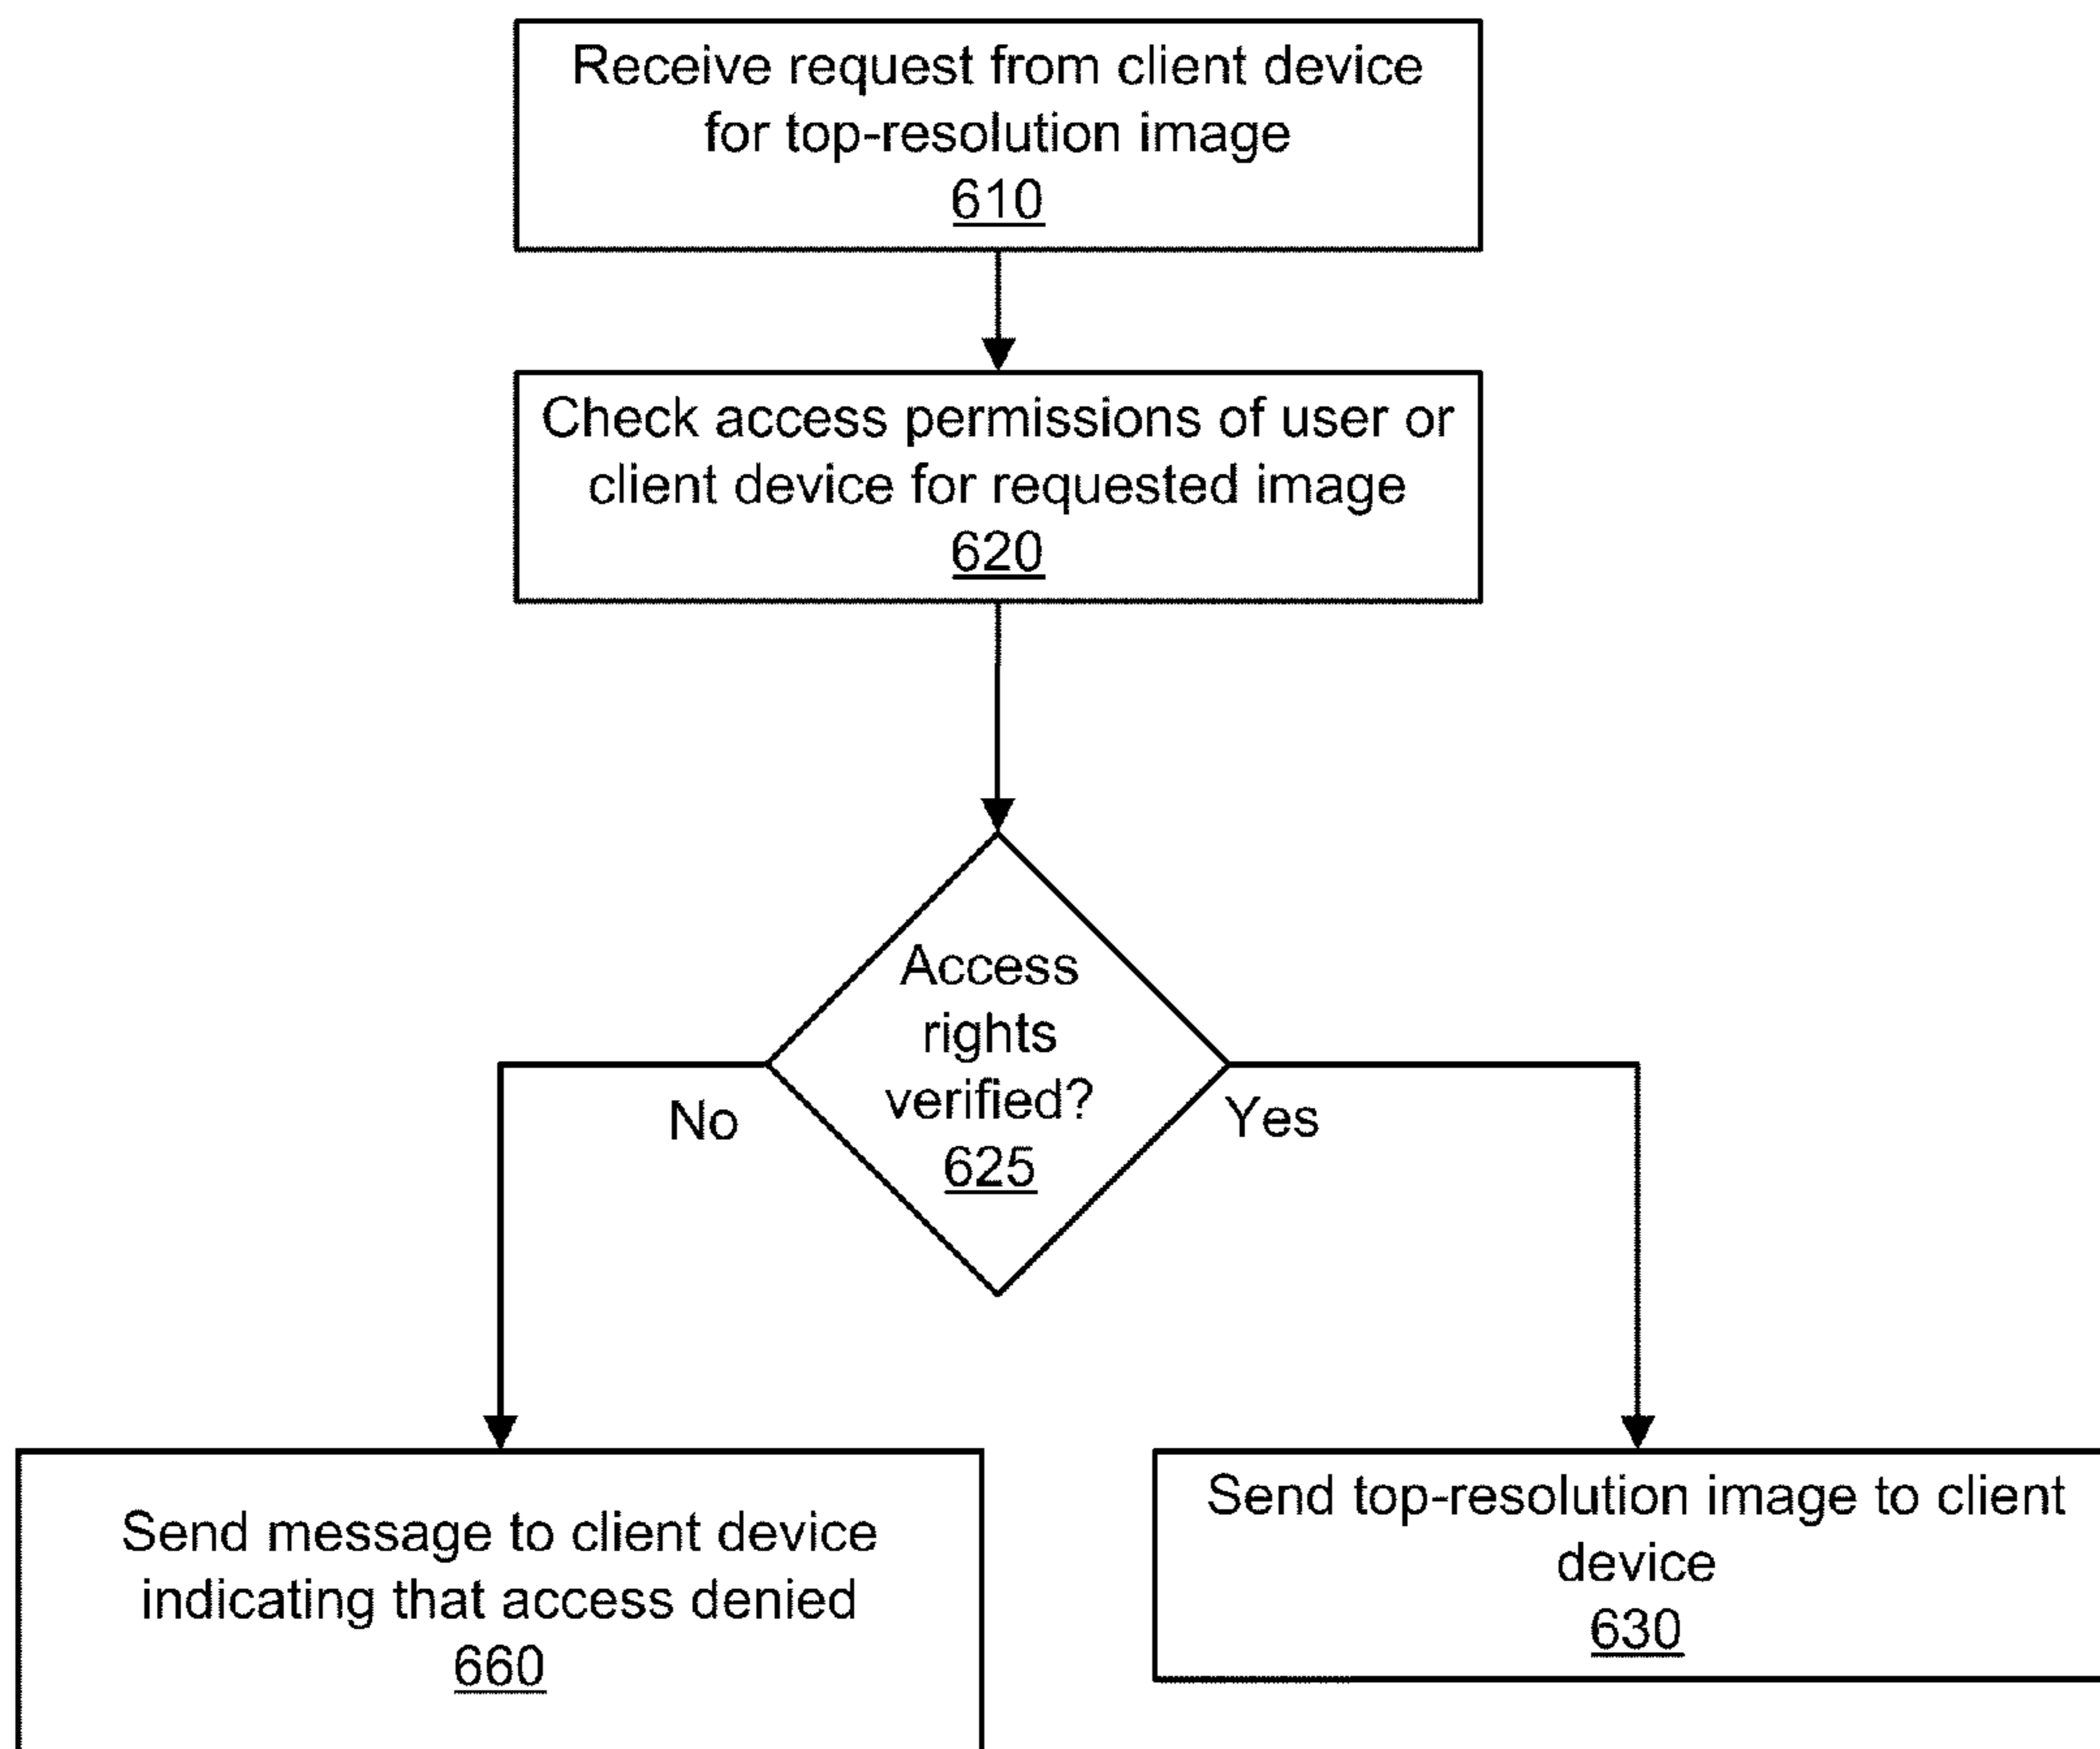 Receive request from client device
for top-resolution image
610
Check access permissions of user or
client device for requested image
620
Access
rights
verified?
625
No
Yes
Send message to client device
indicating that access denied
660
Send top-resolution image to client
device
630